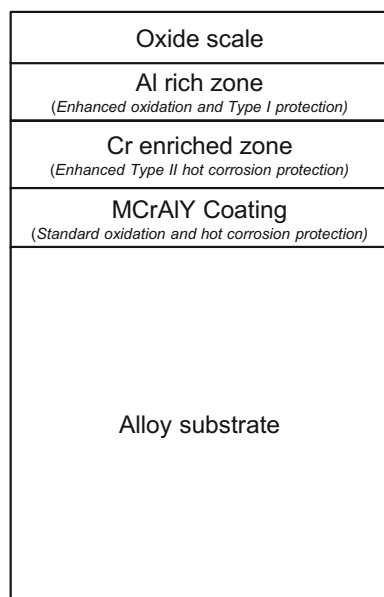 Oxide scale
Al rich zone
(Enhanced oxidation and Type I protection)
Cr enriched zone
(Enhanced Type II hot corrosion protection)
MCrAlY Coating
(Standard oxidation and hot corrosion protection)
Alloy substrate